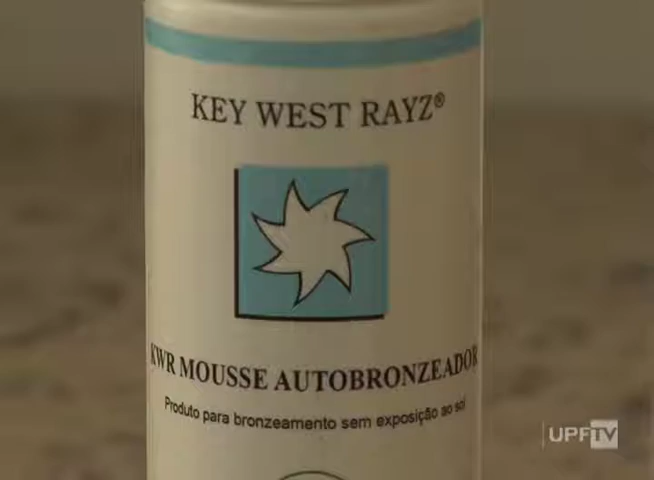 KEY WEST RAYZ®
KWR MOUSSE AUTOBRONZEADOR
Produto para bronzeamento sem exposição ao sol
UPFTV